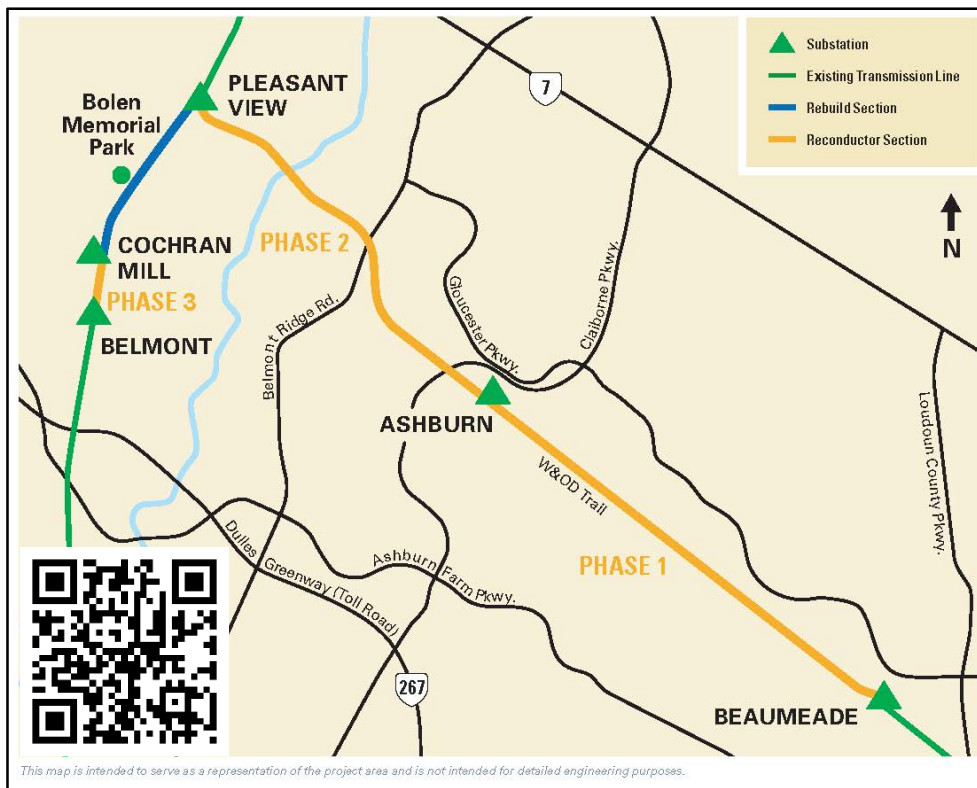 Substation
Existing Transmission Line
Rebuild Section
Reconductor Section
7
N
PLEASANT
VIEW
Bolen
Memorial
Park
COCHRAN
MILL
PHASE 3
BELMONT
PHASE 2
Belmont Ridge Rd.
Gloucester Pkwy.
Claiborne Pkwy.
ASHBURN
W&OD Trail
Loudoun County Pkwy.
PHASE 1
Dulles Greenway (Toll Road)
Ashburn Farm Pkwy.
267
BEAUMEADE
This map is intended to serve as a representation of the project area and is not intended for detailed engineering purposes.